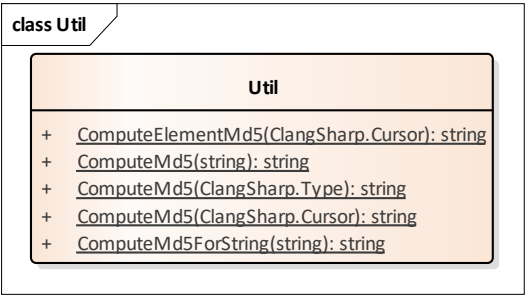 class Util
Util
+ ComputeElementMd5(ClangSharp.Cursor): string
+ ComputeMd5(string): string
+ ComputeMd5(ClangSharp.Type): string
+ ComputeMd5(ClangSharp.Cursor): string
+ ComputeMd5ForString(string): string